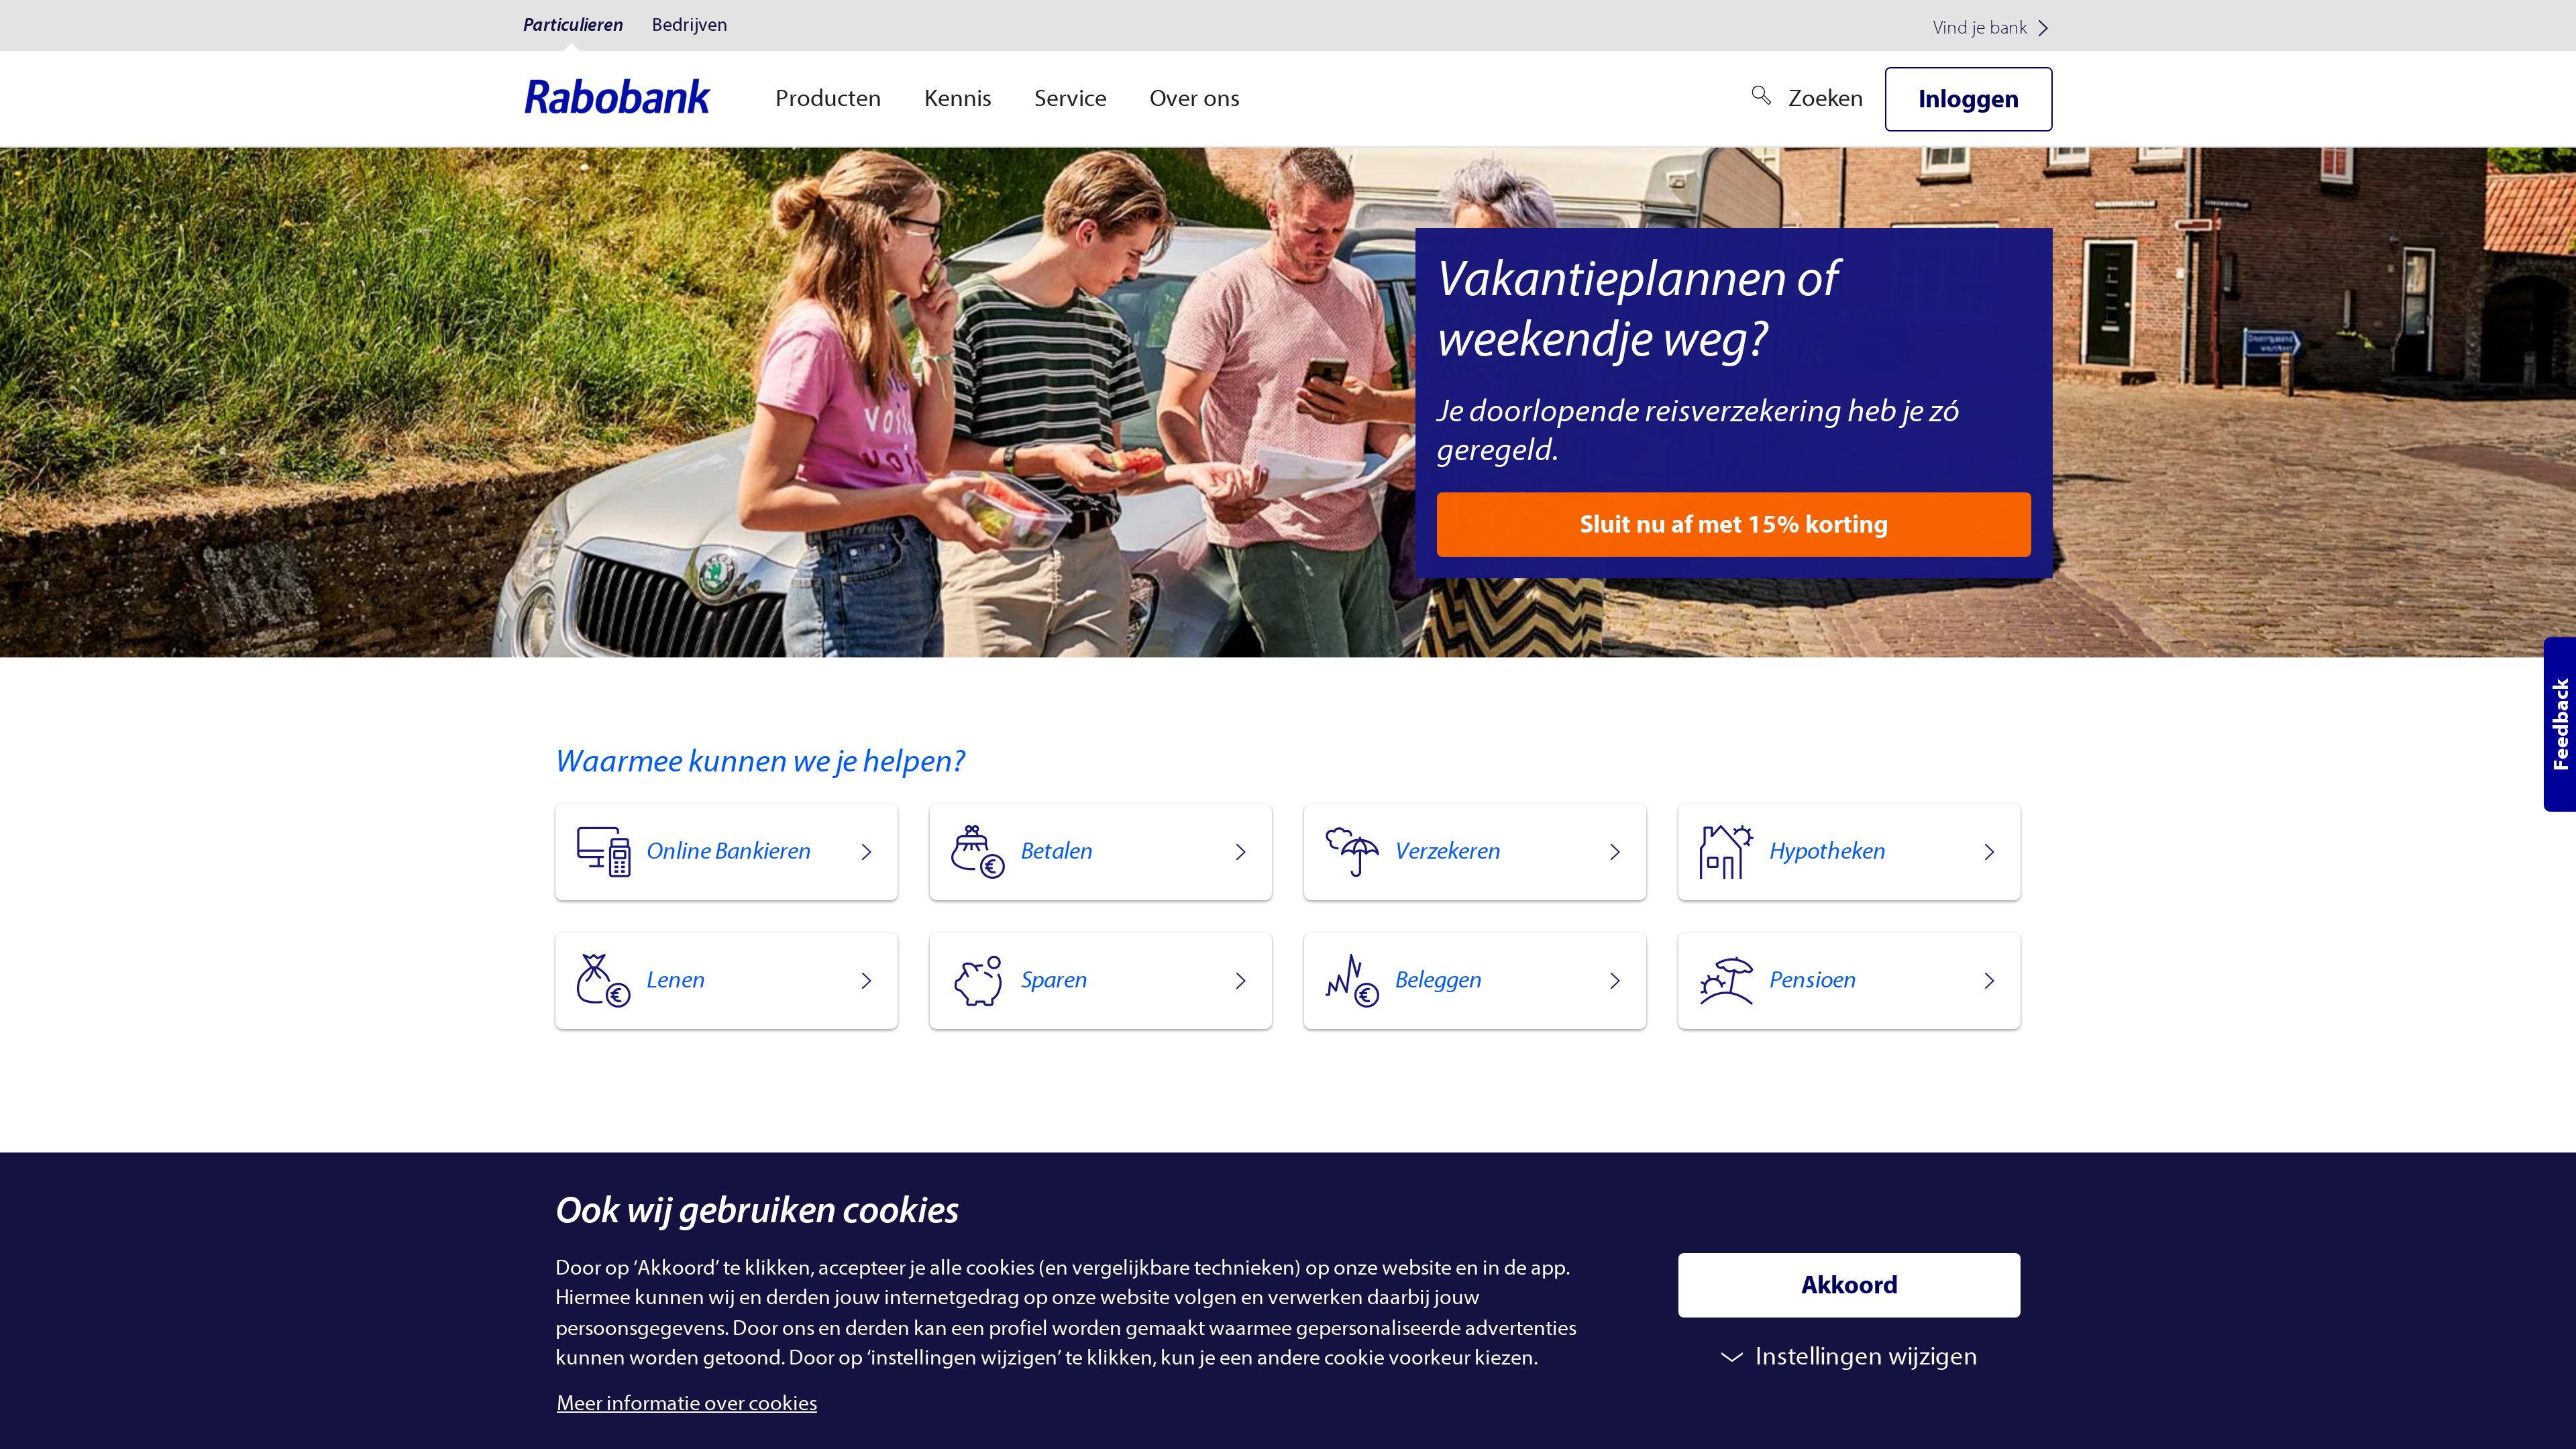 Particulieren
Bedrijven
Vind je bank
Rabobank
Producten
Kennis
Service
Over ons
Zoeken
Inloggen
Vakantieplannen of
weekendje weg?
Je doorlopende reisverzekering heb je zó
geregeld.
Sluit nu af met 15% korting
Feedback
Waarmee kunnen we je helpen?
Online Bankieren
Betalen
Verzekeren
Hypotheken
Lenen
Sparen
Beleggen
Pensioen
Ook wij gebruiken cookies
Door op ‘Akkoord’ te klikken, accepteer je alle cookies (en vergelijkbare technieken) op onze website en in de app.
Hiermee kunnen wij en derden jouw internetgedrag op onze website volgen en verwerken daarbij jouw
persoonsgegevens. Door ons en derden kan een profiel worden gemaakt waarmee gepersonaliseerde advertenties
kunnen worden getoond. Door op ‘instellingen wijzigen’ te klikken, kun je een andere cookie voorkeur kiezen.
Meer informatie over cookies
Akkoord
Instellingen wijzigen